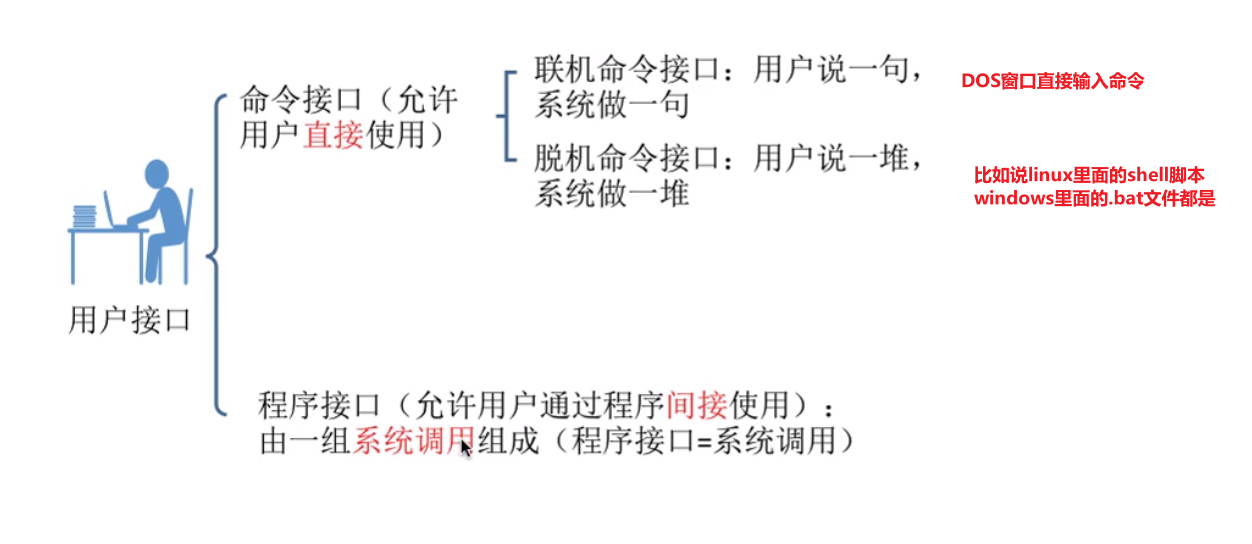 命令接口（允许
用户直接使用）
联机命令接口：用户说一句，
系统做一句
DOS窗口直接输入命令
脱机命令接口：用户说一堆，
系统做一堆
比如说linux里面的shell脚本
windows里面的.bat文件都是
用户接口
程序接口（允许用户通过程序间接使用）：
由一组系统调用组成（程序接口=系统调用）